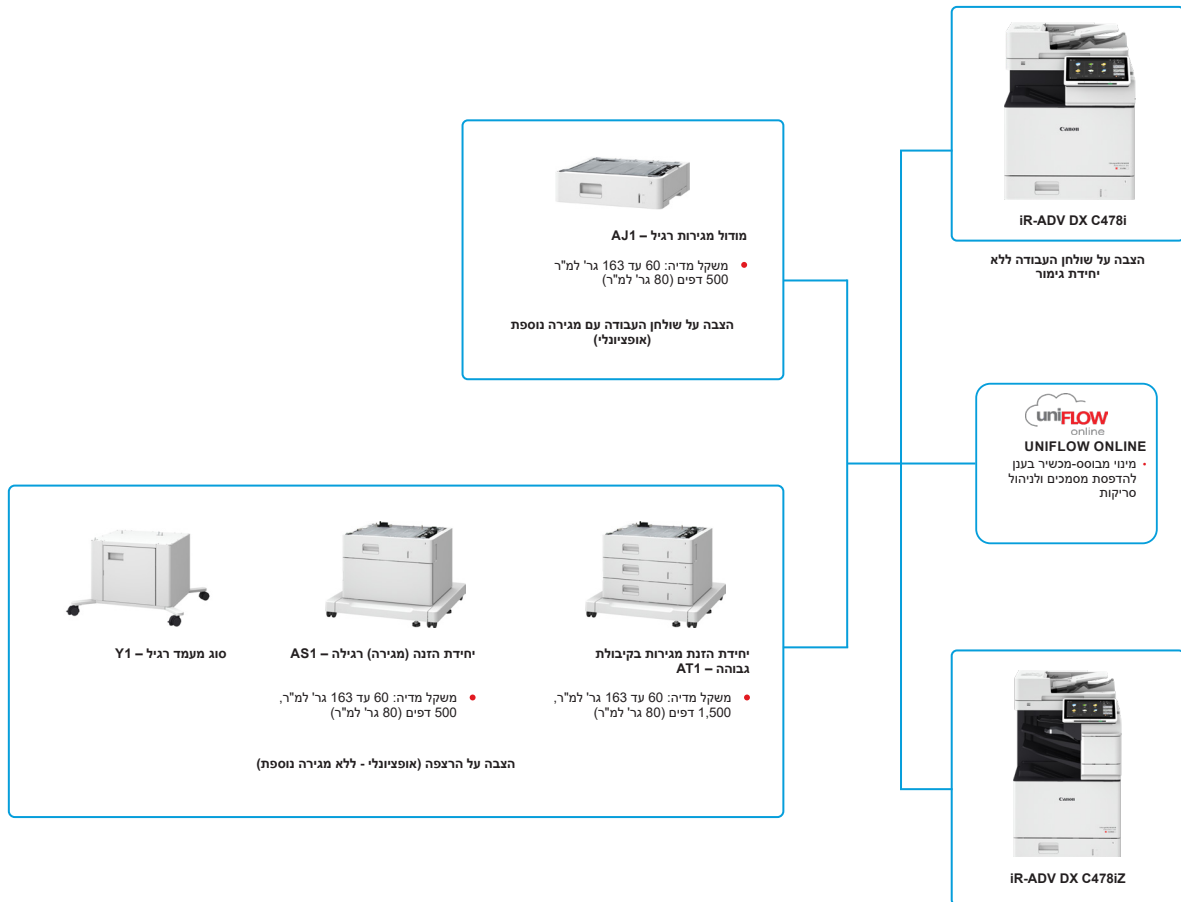 Canon
iR-ADV DX C478i
הצבה על שולחן העבודה ללא
יחידת גימור
מודול מגירות רגיל – AJ1
משקל מדיה: 60 עד 163 גר' למ"ר
500 דפים (80 גר' למ"ר)
הצבה על שולחן העבודה עם מגירה נוספת
(אופציונלי)
uniFLOW
online
UNIFLOW ONLINE
מינוי מבוסס-מכשיר בענן
להדפסת מסמכים ולניהול
סריקות
יחידת הזנת מגירות בקיבולת
גבוהה – AT1
משקל מדיה: 60 עד 163 גר' למ"ר,
1,500 דפים (80 גר' למ"ר)
יחידת הזנה (מגירה) רגילה – AS1
משקל מדיה: 60 עד 163 גר' למ"ר,
500 דפים (80 גר' למ"ר)
סוג מעמד רגיל – Y1
הצבה על הרצפה (אופציונלי - ללא מגירה נוספת)
Canon
iR-ADV DX C478iZ